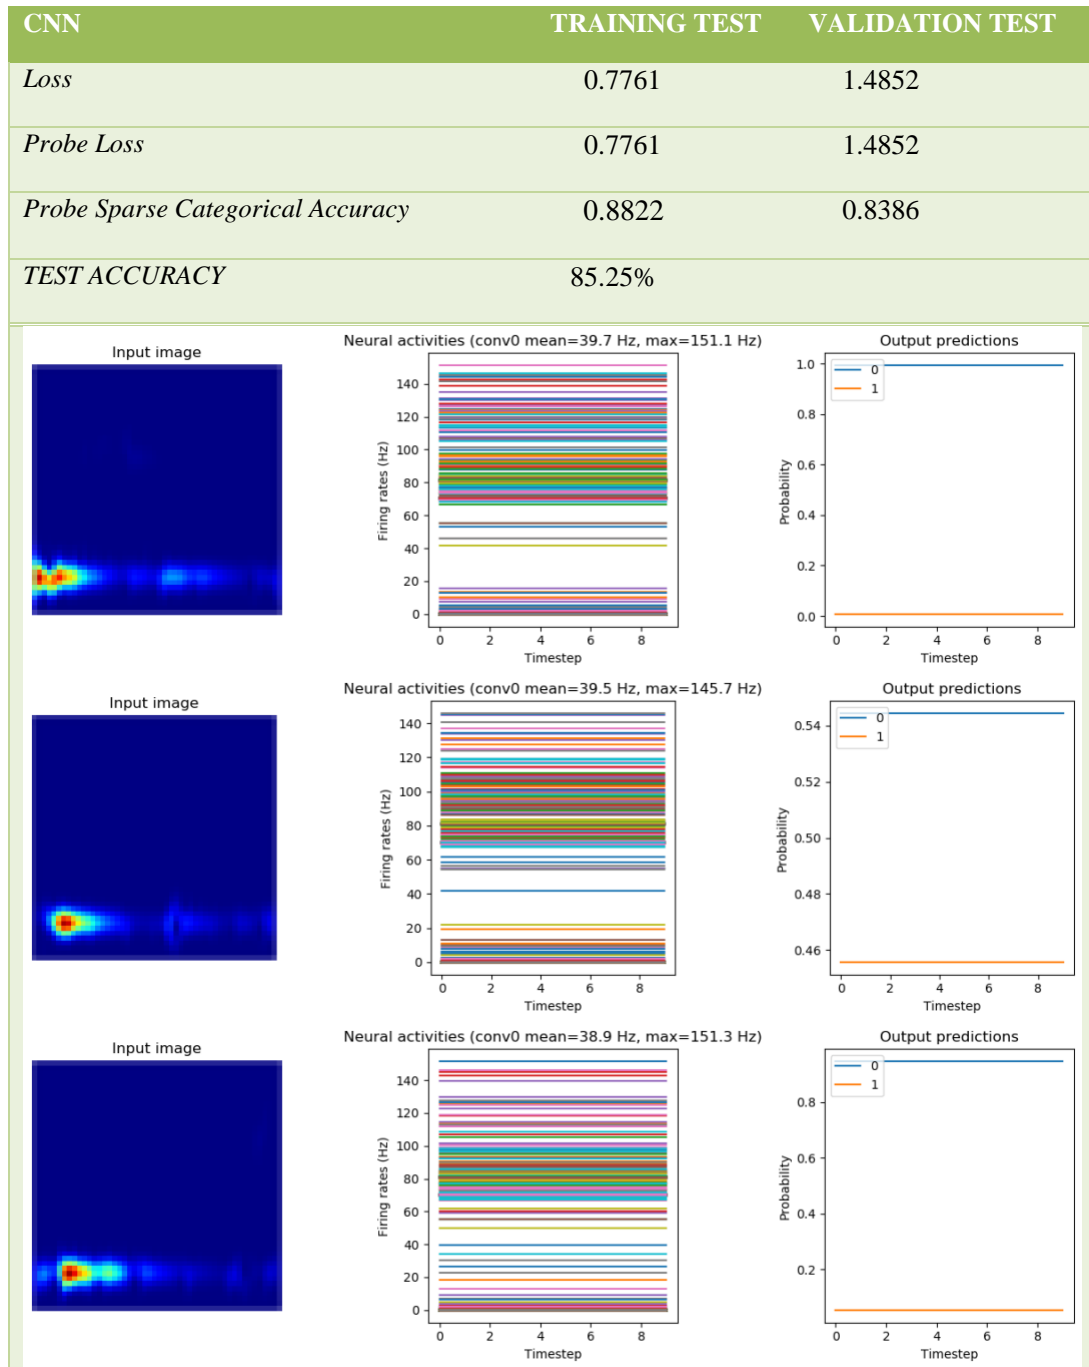 CNN TRAINING TEST VALIDATION TEST
Loss 0.7761 1.4852
Probe Loss 0.7761 1.4852
Probe Sparse Categorical Accuracy 0.8822 0.8386
TEST ACCURACY 85.25%
Input image
Neural activities (conv0 mean=39.7 Hz, max=151.1 Hz)
Output predictions
140
120
100
80
60
40
20
0
Firing rates (Hz)
0 2 4 6 8
Timestep
1.0
0.8
0.6
0.4
0.2
0.0
Probability
0
1
0 2 4 6 8
Timestep
Input image
Neural activities (conv0 mean=39.5 Hz, max=145.7 Hz)
Output predictions
140
120
100
80
60
40
20
0
Firing rates (Hz)
0 2 4 6 8
Timestep
0.54
0.52
0.50
0.48
0.46
Probability
0
1
0 2 4 6 8
Timestep
Input image
Neural activities (conv0 mean=38.9 Hz, max=151.3 Hz)
Output predictions
140
120
100
80
60
40
20
0
Firing rates (Hz)
0 2 4 6 8
Timestep
0.8
0.6
0.4
0.2
Probability
0
1
0 2 4 6 8
Timestep